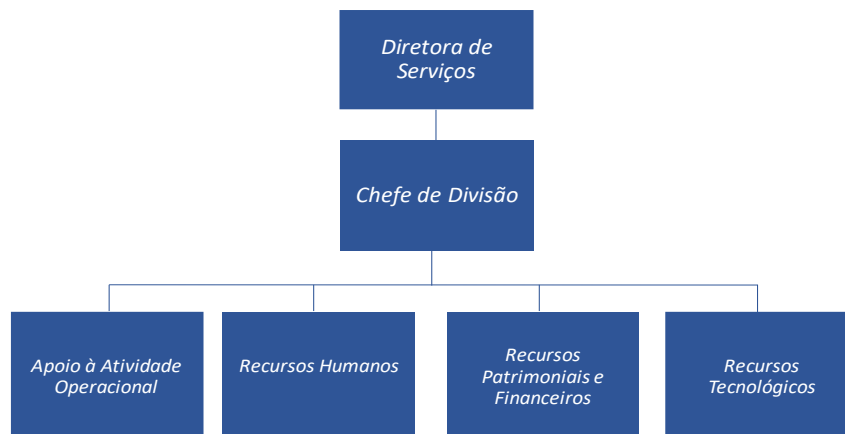 Diretora de
Serviços
Chefe de Divisão
Apoio à Atividade
Operacional
Recursos Humanos
Recursos
Patrimoniais e
Financeiros
Recursos
Tecnológicos